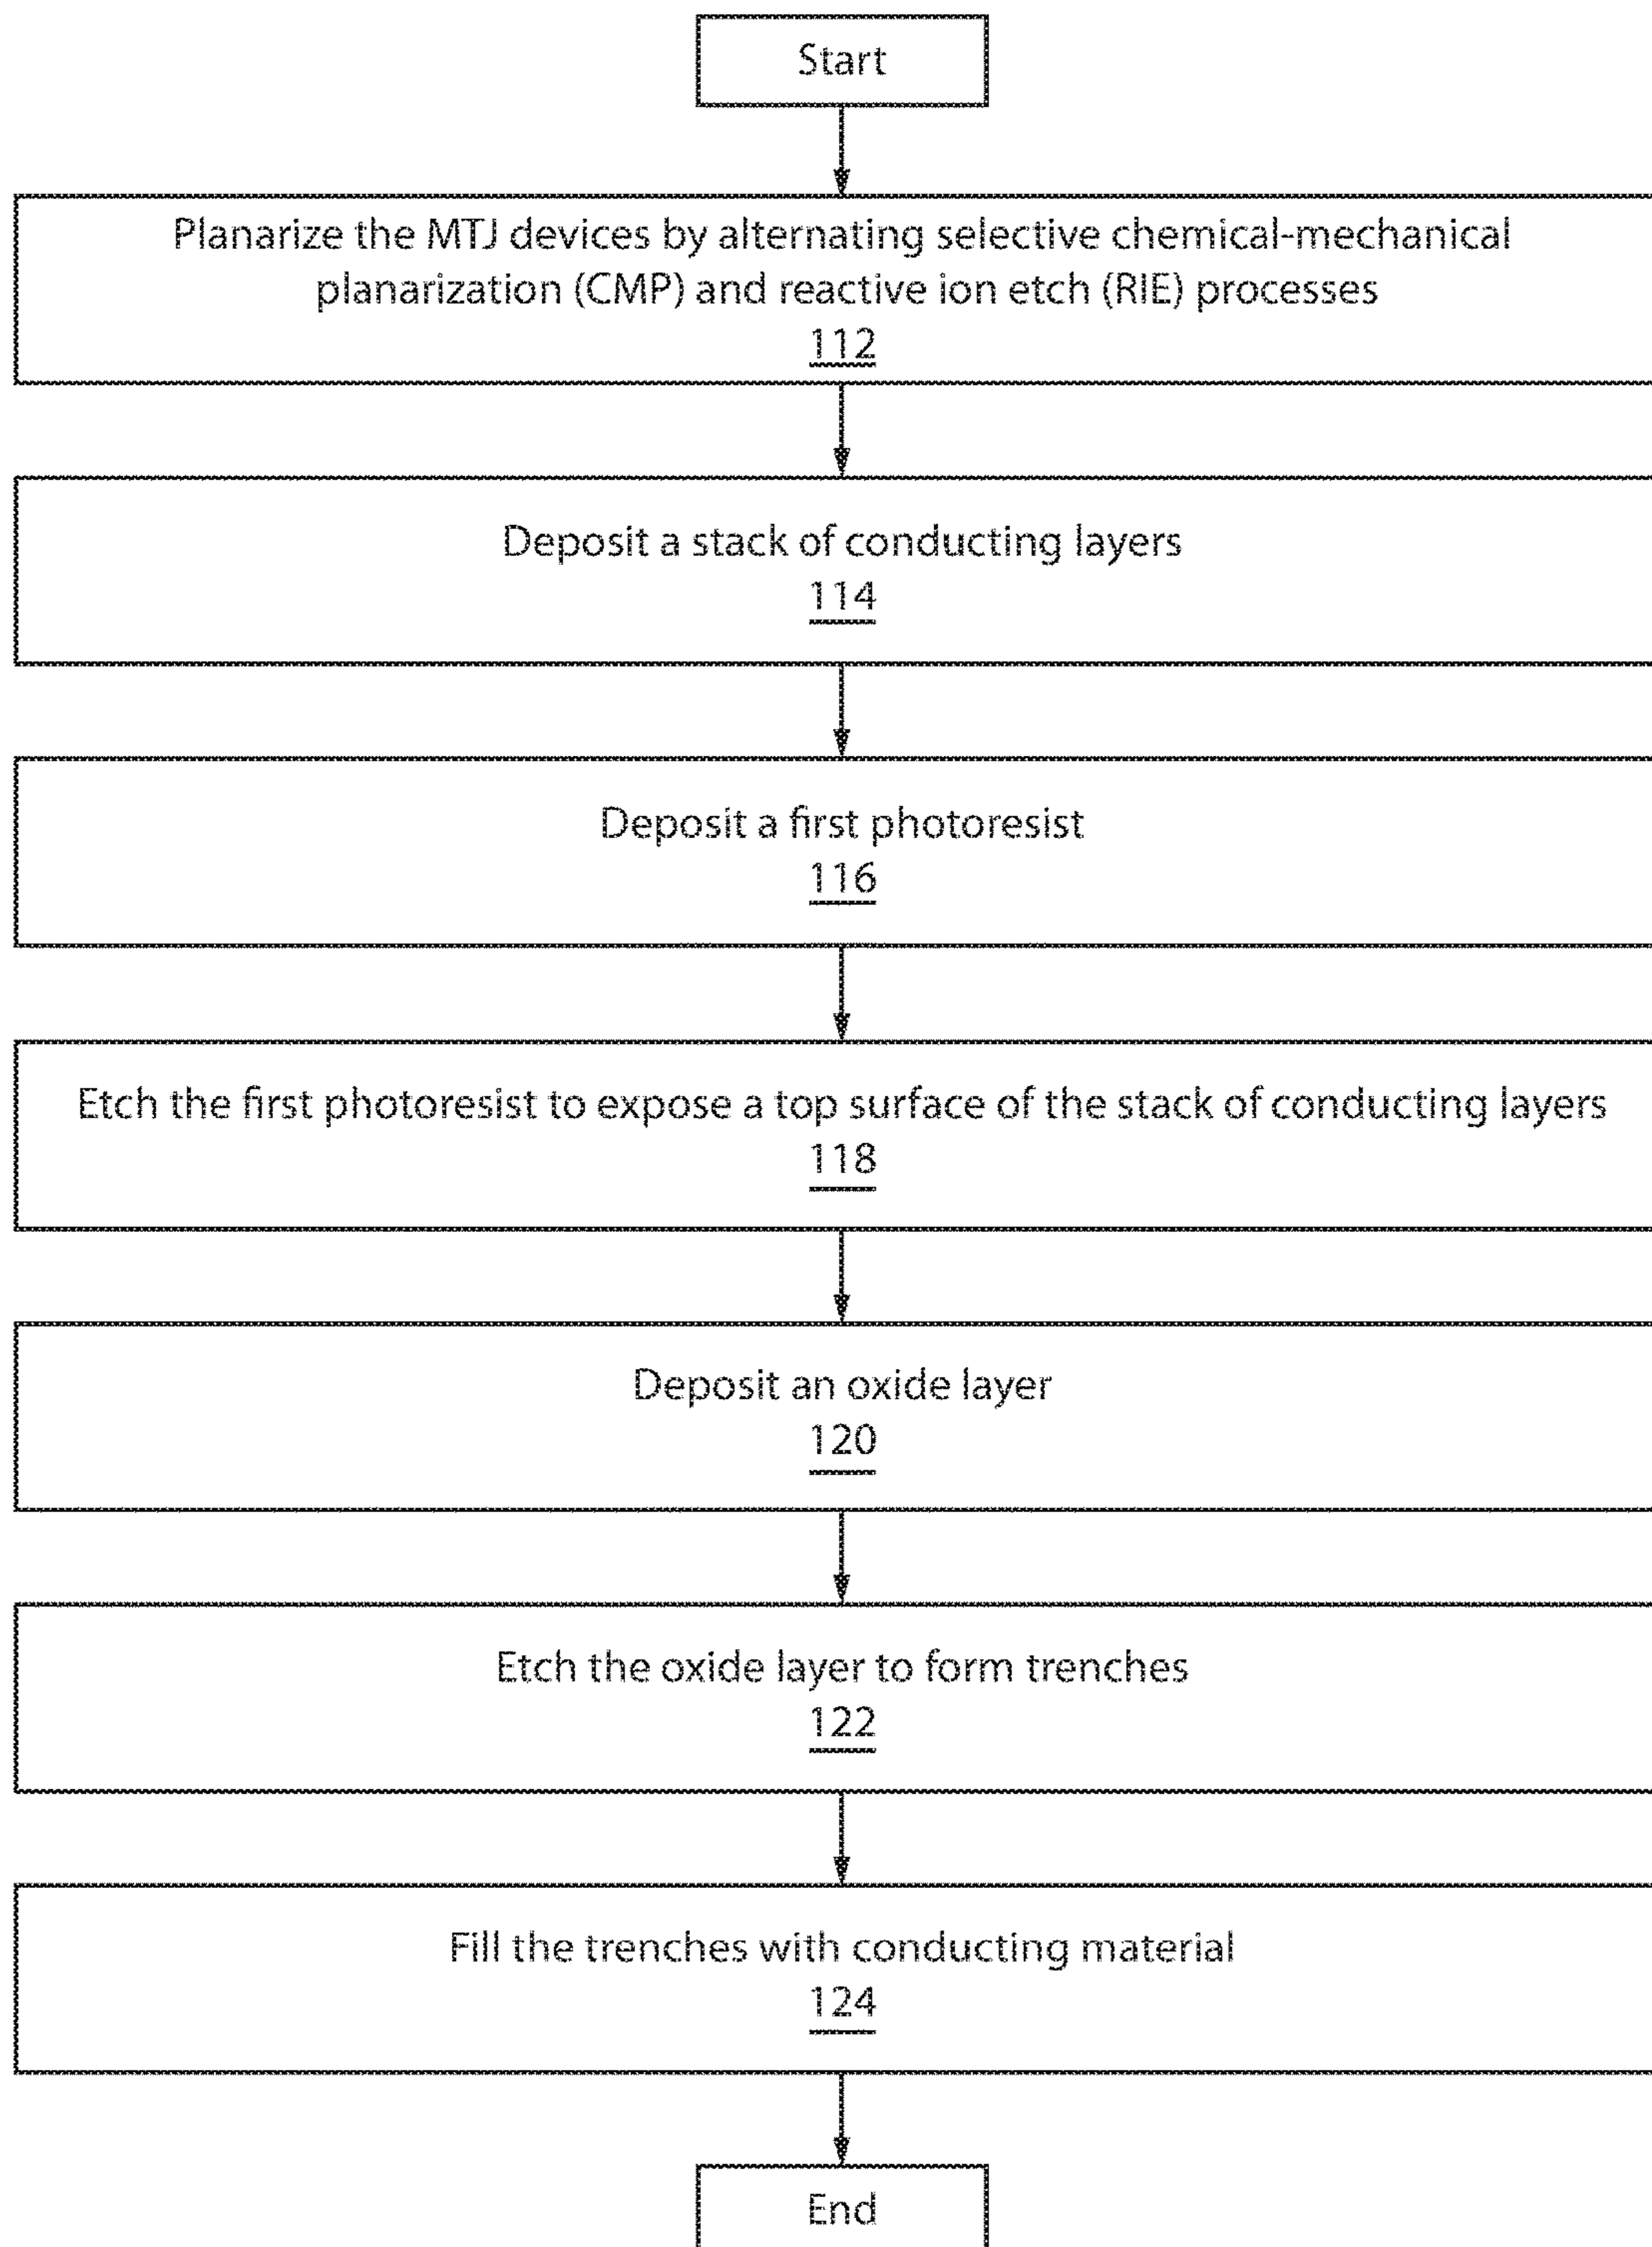 Start
Planarize the MTJ devices by alternating selective chemical-mechanical
planarization (CMP) and reactive ion etch (RIE) processes
112
Deposit a stack of conducting layers
114
Deposit a first photoresist
116
Etch the first photoresist to expose a top surface of the stack of conducting layers
118
Deposit an oxide layer
120
Etch the oxide layer to form trenches
122
Fill the trenches with conducting material
124
End